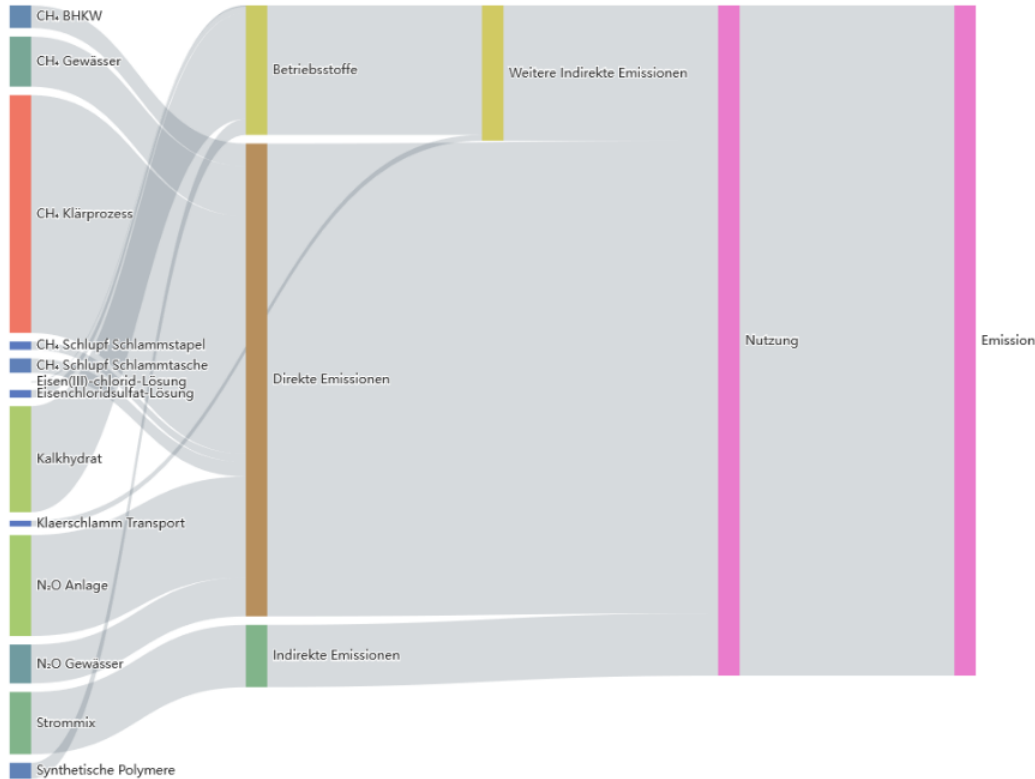 CH₄ BHKW
CH₄ Gewässer
CH₄ Klärprozess
CH₄ Schlupf Schlammstapel
CH₄ Schlupf Schlammtasche
Eisen(III)-chlorid-Lösung
Eisenchloridsulfat-Lösung
Kalkhydrat
Klaerschlamm Transport
N₂O Anlage
N₂O Gewässer
Strommix
Synthetische Polymere
Betriebsstoffe
Direkte Emissionen
Indirekte Emissionen
Weitere Indirekte Emissionen
Nutzung
Emission